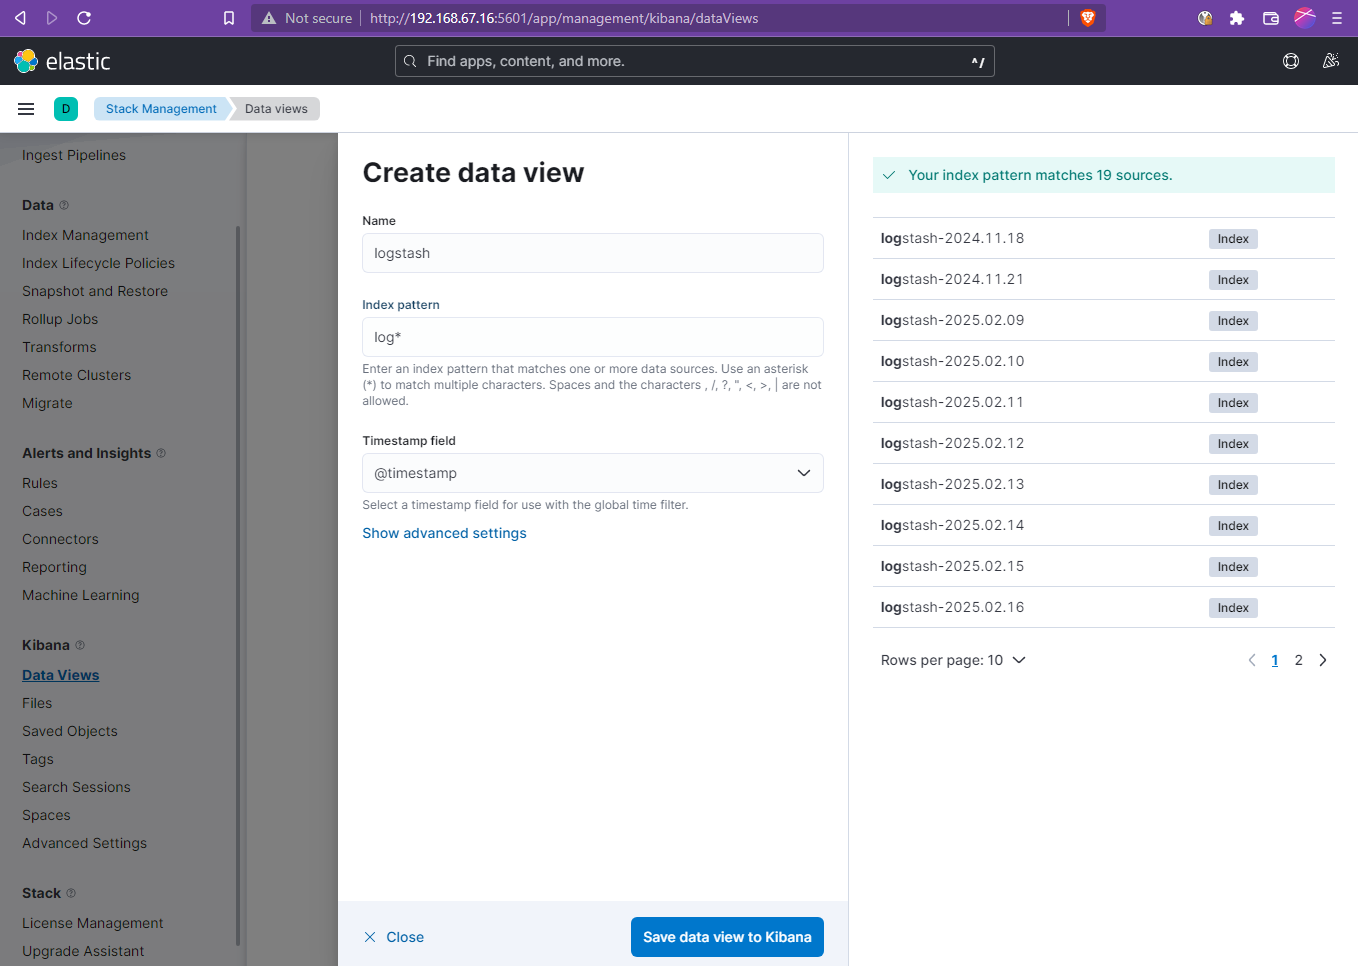 Not secure
http://192.168.67.16:5601/app/management/kibana/dataViews
elastic
Find apps, content, and more.
^/
D
Stack Management
Data views
Ingest Pipelines
Data
Index Management
Index Lifecycle Policies
Snapshot and Restore
Rollup Jobs
Transforms
Remote Clusters
Migrate
Alerts and Insights
Rules
Cases
Connectors
Reporting
Machine Learning
Kibana
Data Views
Files
Saved Objects
Tags
Search Sessions
Spaces
Advanced Settings
Stack
License Management
Upgrade Assistant
Create data view
Name
logstash
Index pattern
log*
Enter an index pattern that matches one or more data sources. Use an asterisk
(*) to match multiple characters. Spaces and the characters , /, ?, ", <, >, | are not
allowed.
Timestamp field
@timestamp
Select a timestamp field for use with the global time filter.
Show advanced settings
Close
Save data view to Kibana
Your index pattern matches 19 sources.
logstash-2024.11.18 Index
logstash-2024.11.21 Index
logstash-2025.02.09 Index
logstash-2025.02.10 Index
logstash-2025.02.11 Index
logstash-2025.02.12 Index
logstash-2025.02.13 Index
logstash-2025.02.14 Index
logstash-2025.02.15 Index
logstash-2025.02.16 Index
Rows per page: 10
1 2